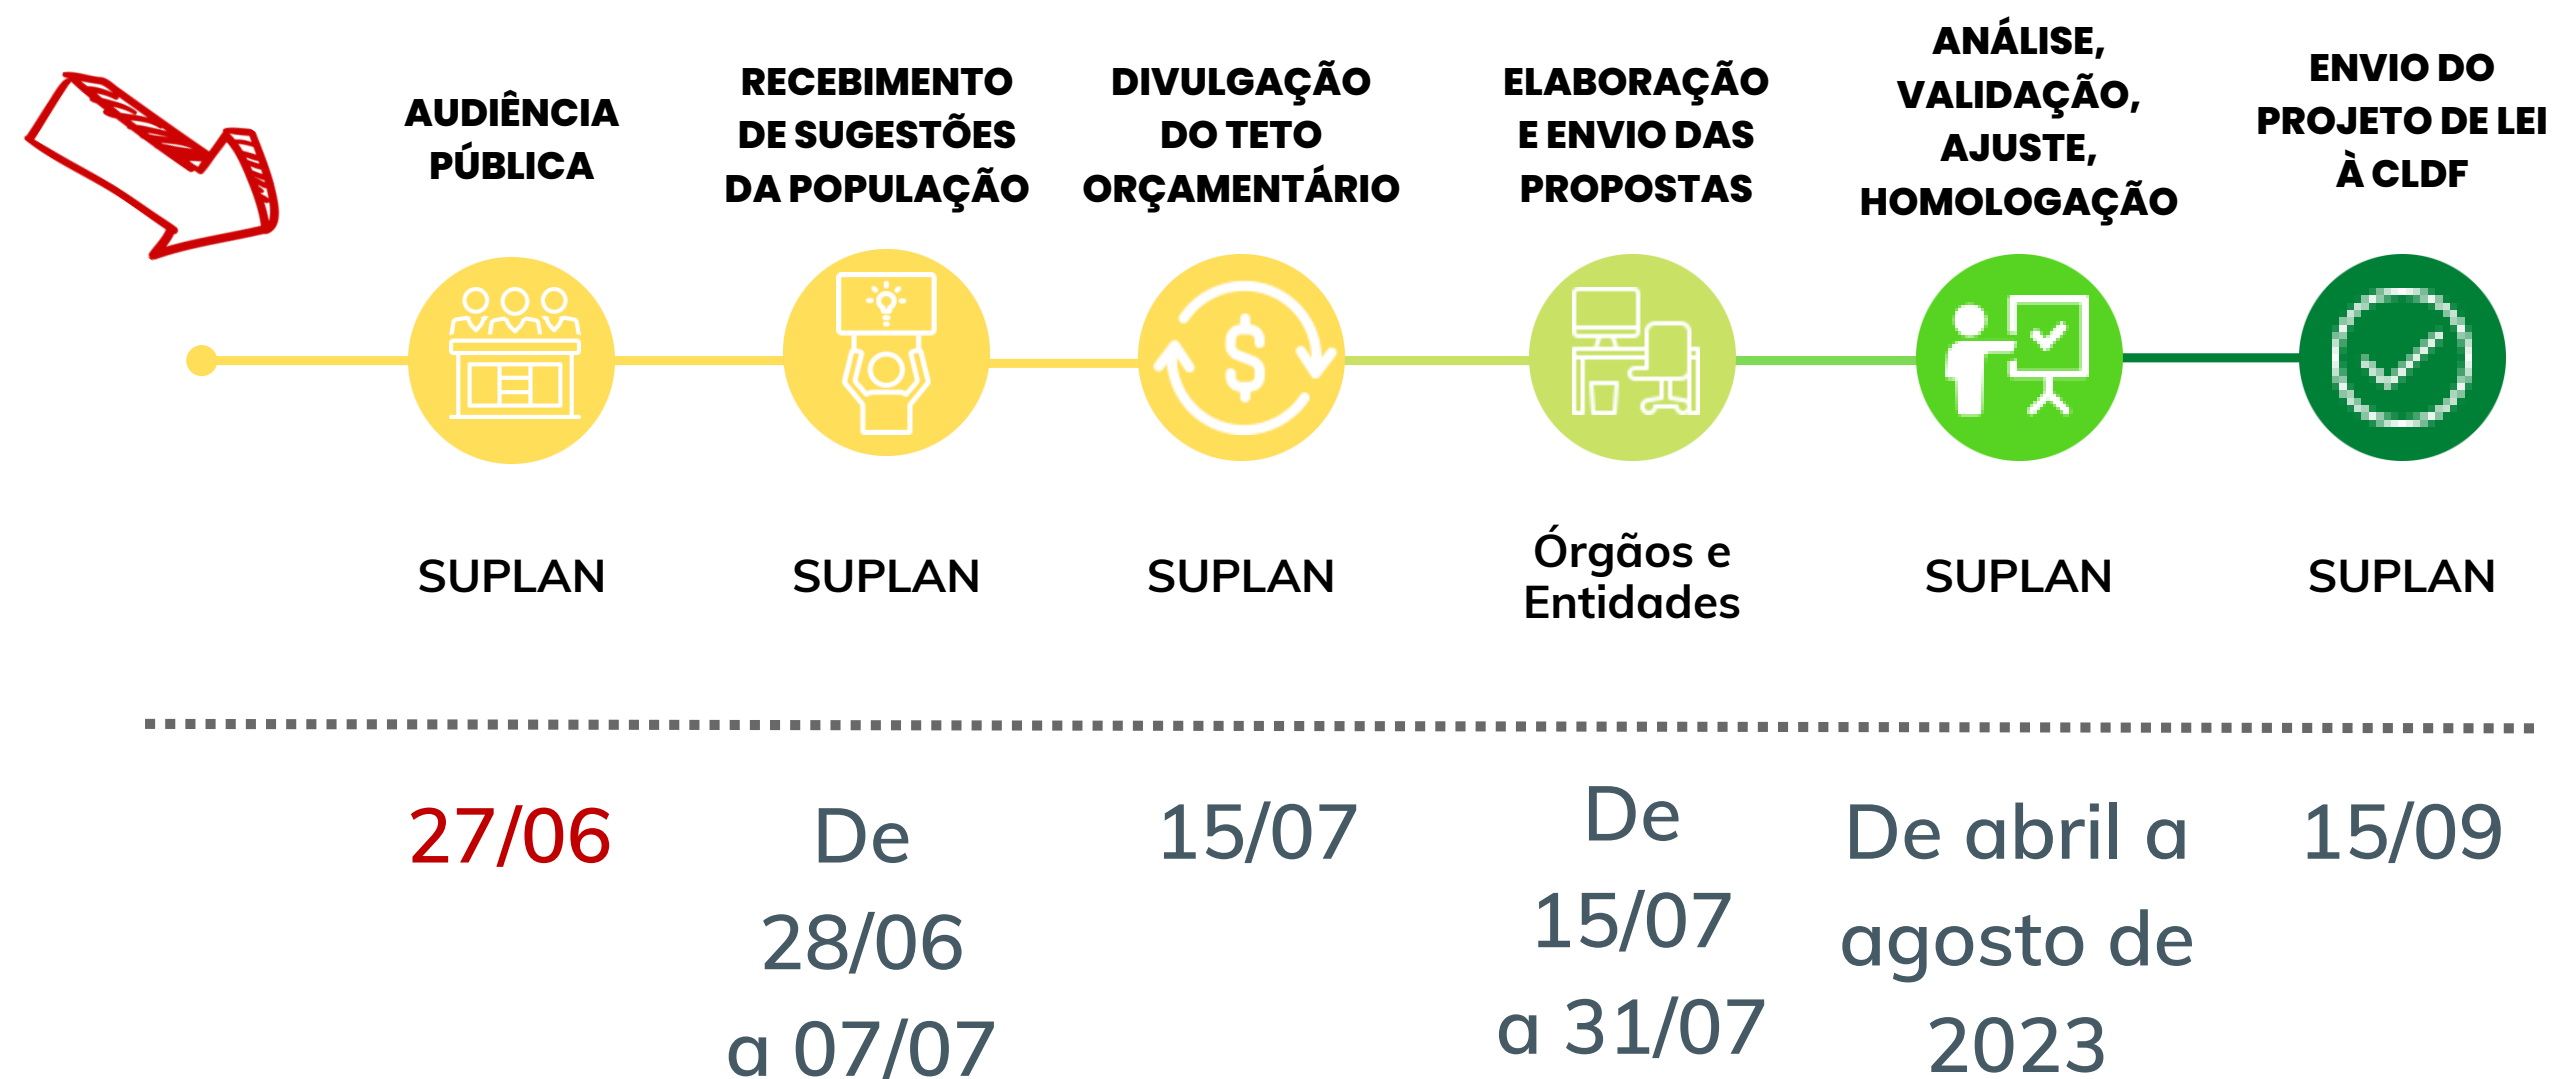 AUDIÊNCIA
PÚBLICA
RECEBIMENTO
DE SUGESTÕES
DA POPULAÇÃO
DIVULGAÇÃO
DO TETO
ORÇAMENTÁRIO
ELABORAÇÃO
E ENVIO DAS
PROPOSTAS
ANÁLISE,
VALIDAÇÃO,
AJUSTE,
HOMOLOGAÇÃO
ENVIO DO
PROJETO DE LEI
À CLDF
$
SUPLAN
SUPLAN
SUPLAN
Órgãos e
Entidades
SUPLAN
SUPLAN
27/06
De
28/06
a 07/07
15/07
De
15/07
a 31/07
De abril a
agosto de
2023
15/09